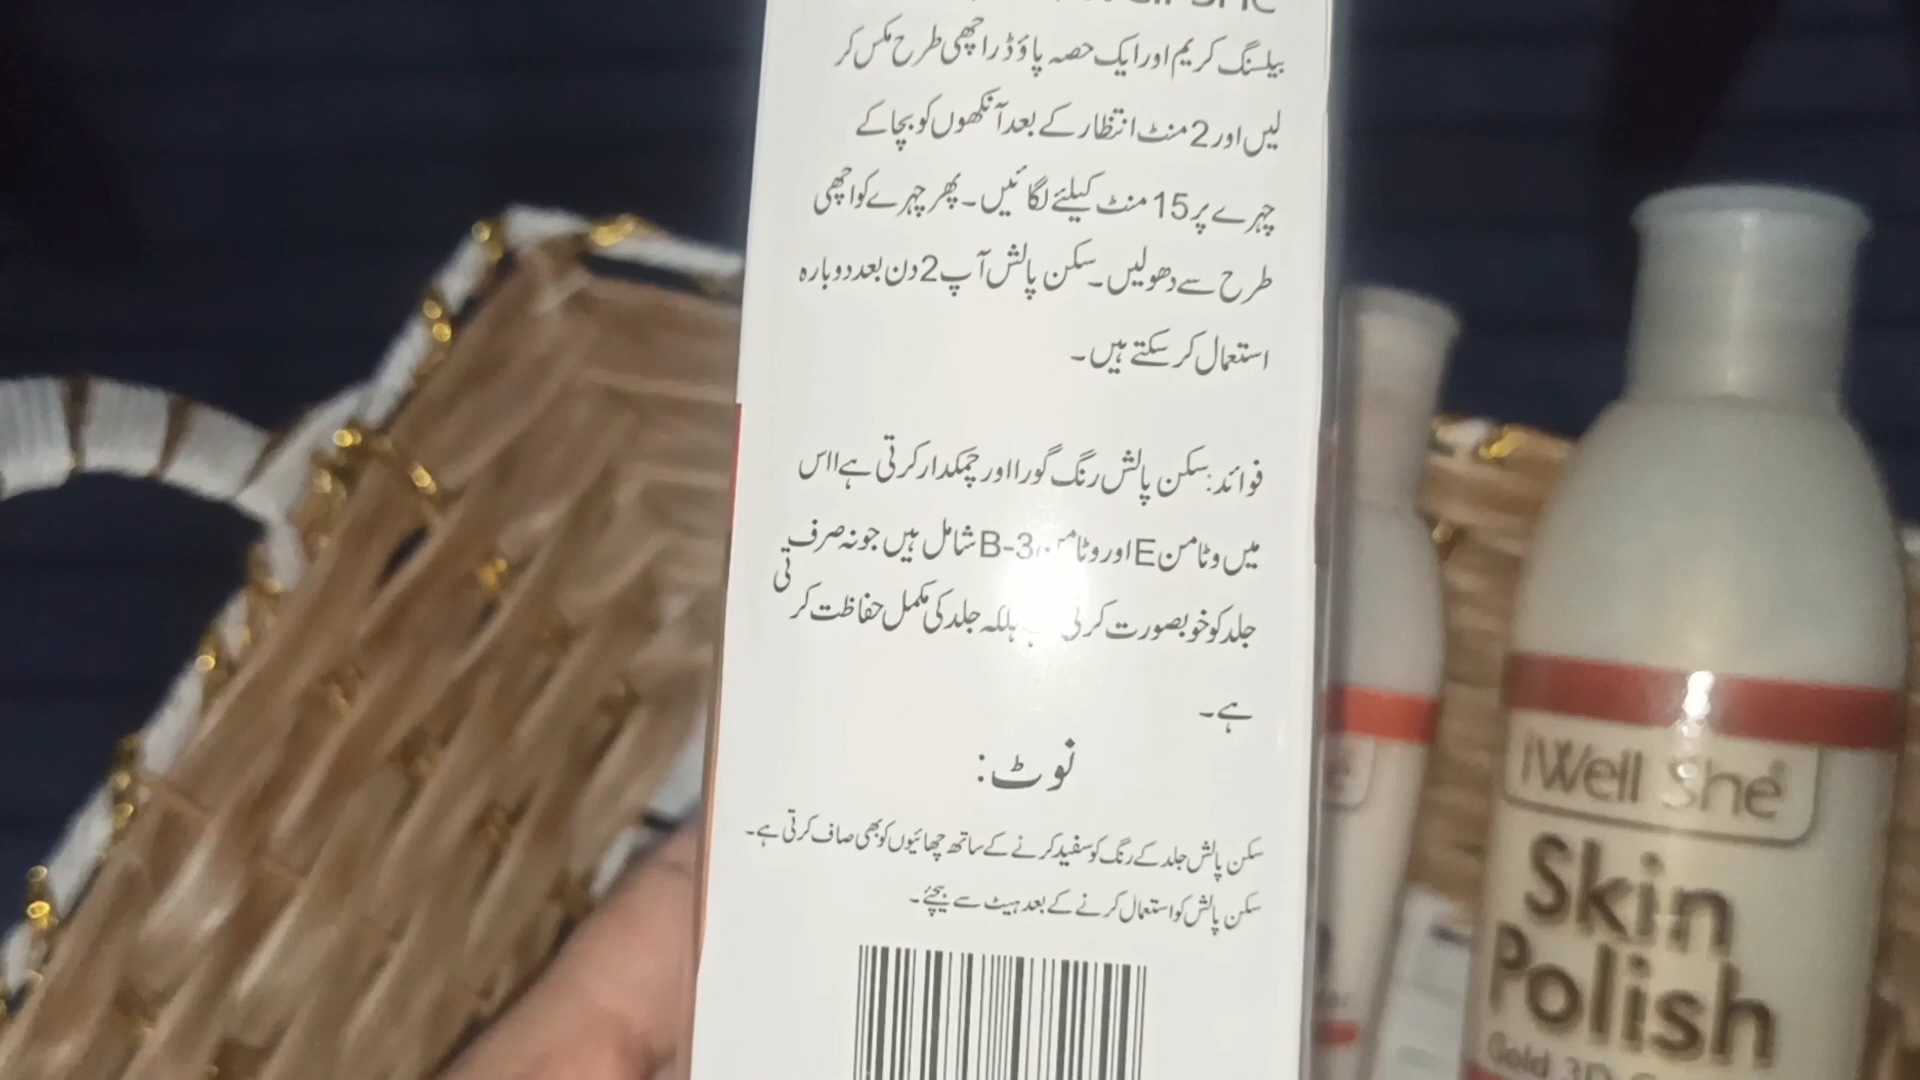 بیلسنگ کریم اور ایک حصہ پاؤڈر اچھی طرح مکس کر
لیں اور 2 منٹ انتظار کے بعد آنکھوں کو بچا کے
چہرے پر 15 منٹ کیلئے لگائیں۔ پھر چہرے کو اچھی
طرح سے دھولیں۔ سکن پالش آپ 2 دن بعد دوبارہ
استعمال کر سکتے ہیں۔
فوائد: سکن پالش رنگ گورا اور چمکدار کرتی ہے اس
میں وٹامن E اور وٹامن B-3 شامل ہیں جو نہ صرف
جلد کو خوبصورت کرتی بلکہ جلد کی مکمل حفاظت کرتی
ہے۔
نوٹ:
سکن پالش جلد کے رنگ کو سفید کرنے کے ساتھ چھائیوں کو بھی صاف کرتی ہے۔
سکن پالش کو استعمال کرنے کے بعد ہیٹ سے بچیئے۔
iWell She
Skin
Polish
Gold 3D